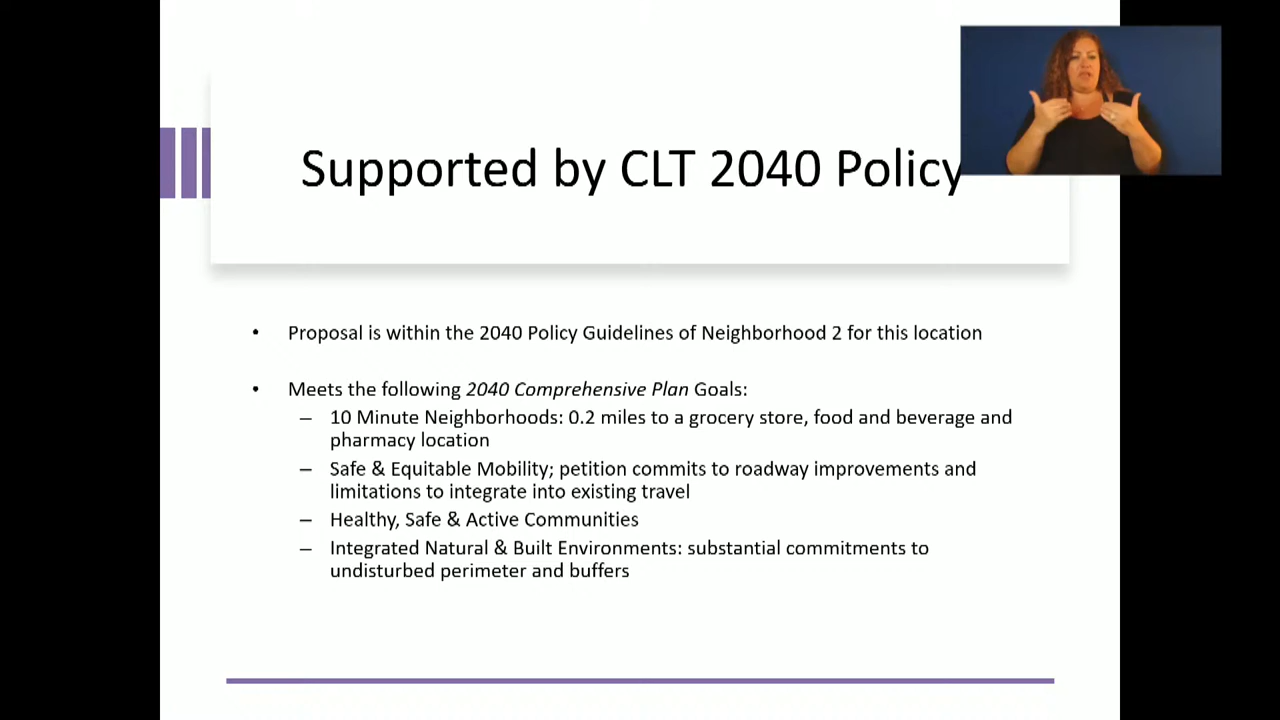 Supported by CLT 2040 Policy
• Proposal is within the 2040 Policy Guidelines of Neighborhood 2 for this location
• Meets the following 2040 Comprehensive Plan Goals:
– 10 Minute Neighborhoods: 0.2 miles to a grocery store, food and beverage and
pharmacy location
– Safe & Equitable Mobility; petition commits to roadway improvements and
limitations to integrate into existing travel
– Healthy, Safe & Active Communities
– Integrated Natural & Built Environments: substantial commitments to
undisturbed perimeter and buffers